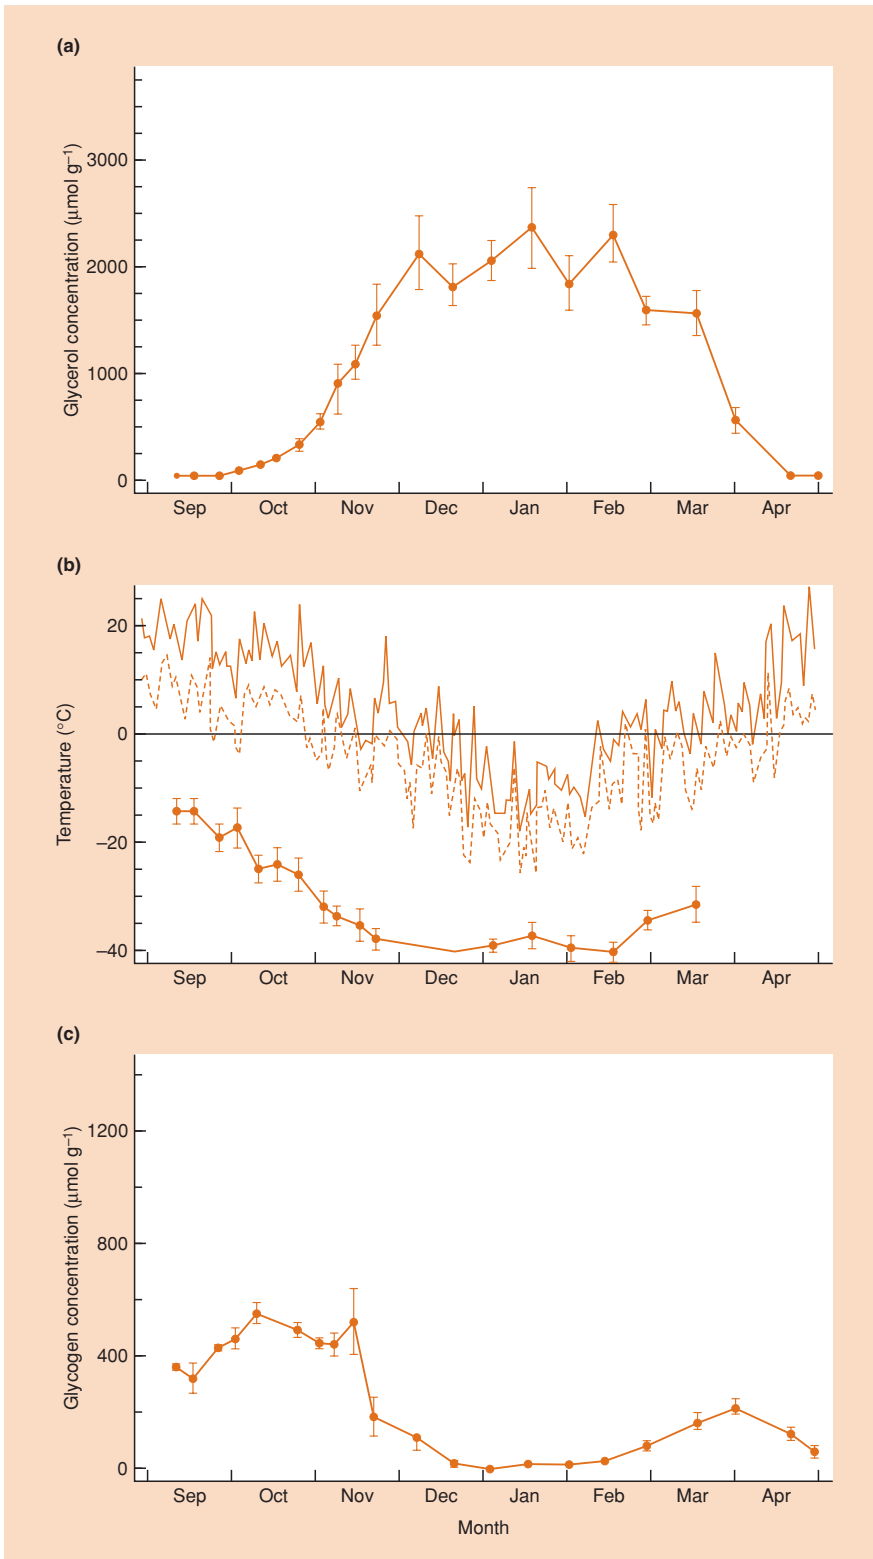 (a)
Glycerol concentration (μmol g⁻¹)
3000
2000
1000
0
Sep Oct Nov Dec Jan Feb Mar Apr
(b)
Temperature (°C)
20
0
–20
–40
Sep Oct Nov Dec Jan Feb Mar Apr
(c)
Glycogen concentration (μmol g⁻¹)
1200
800
400
0
Sep Oct Nov Dec Jan Feb Mar Apr
Month